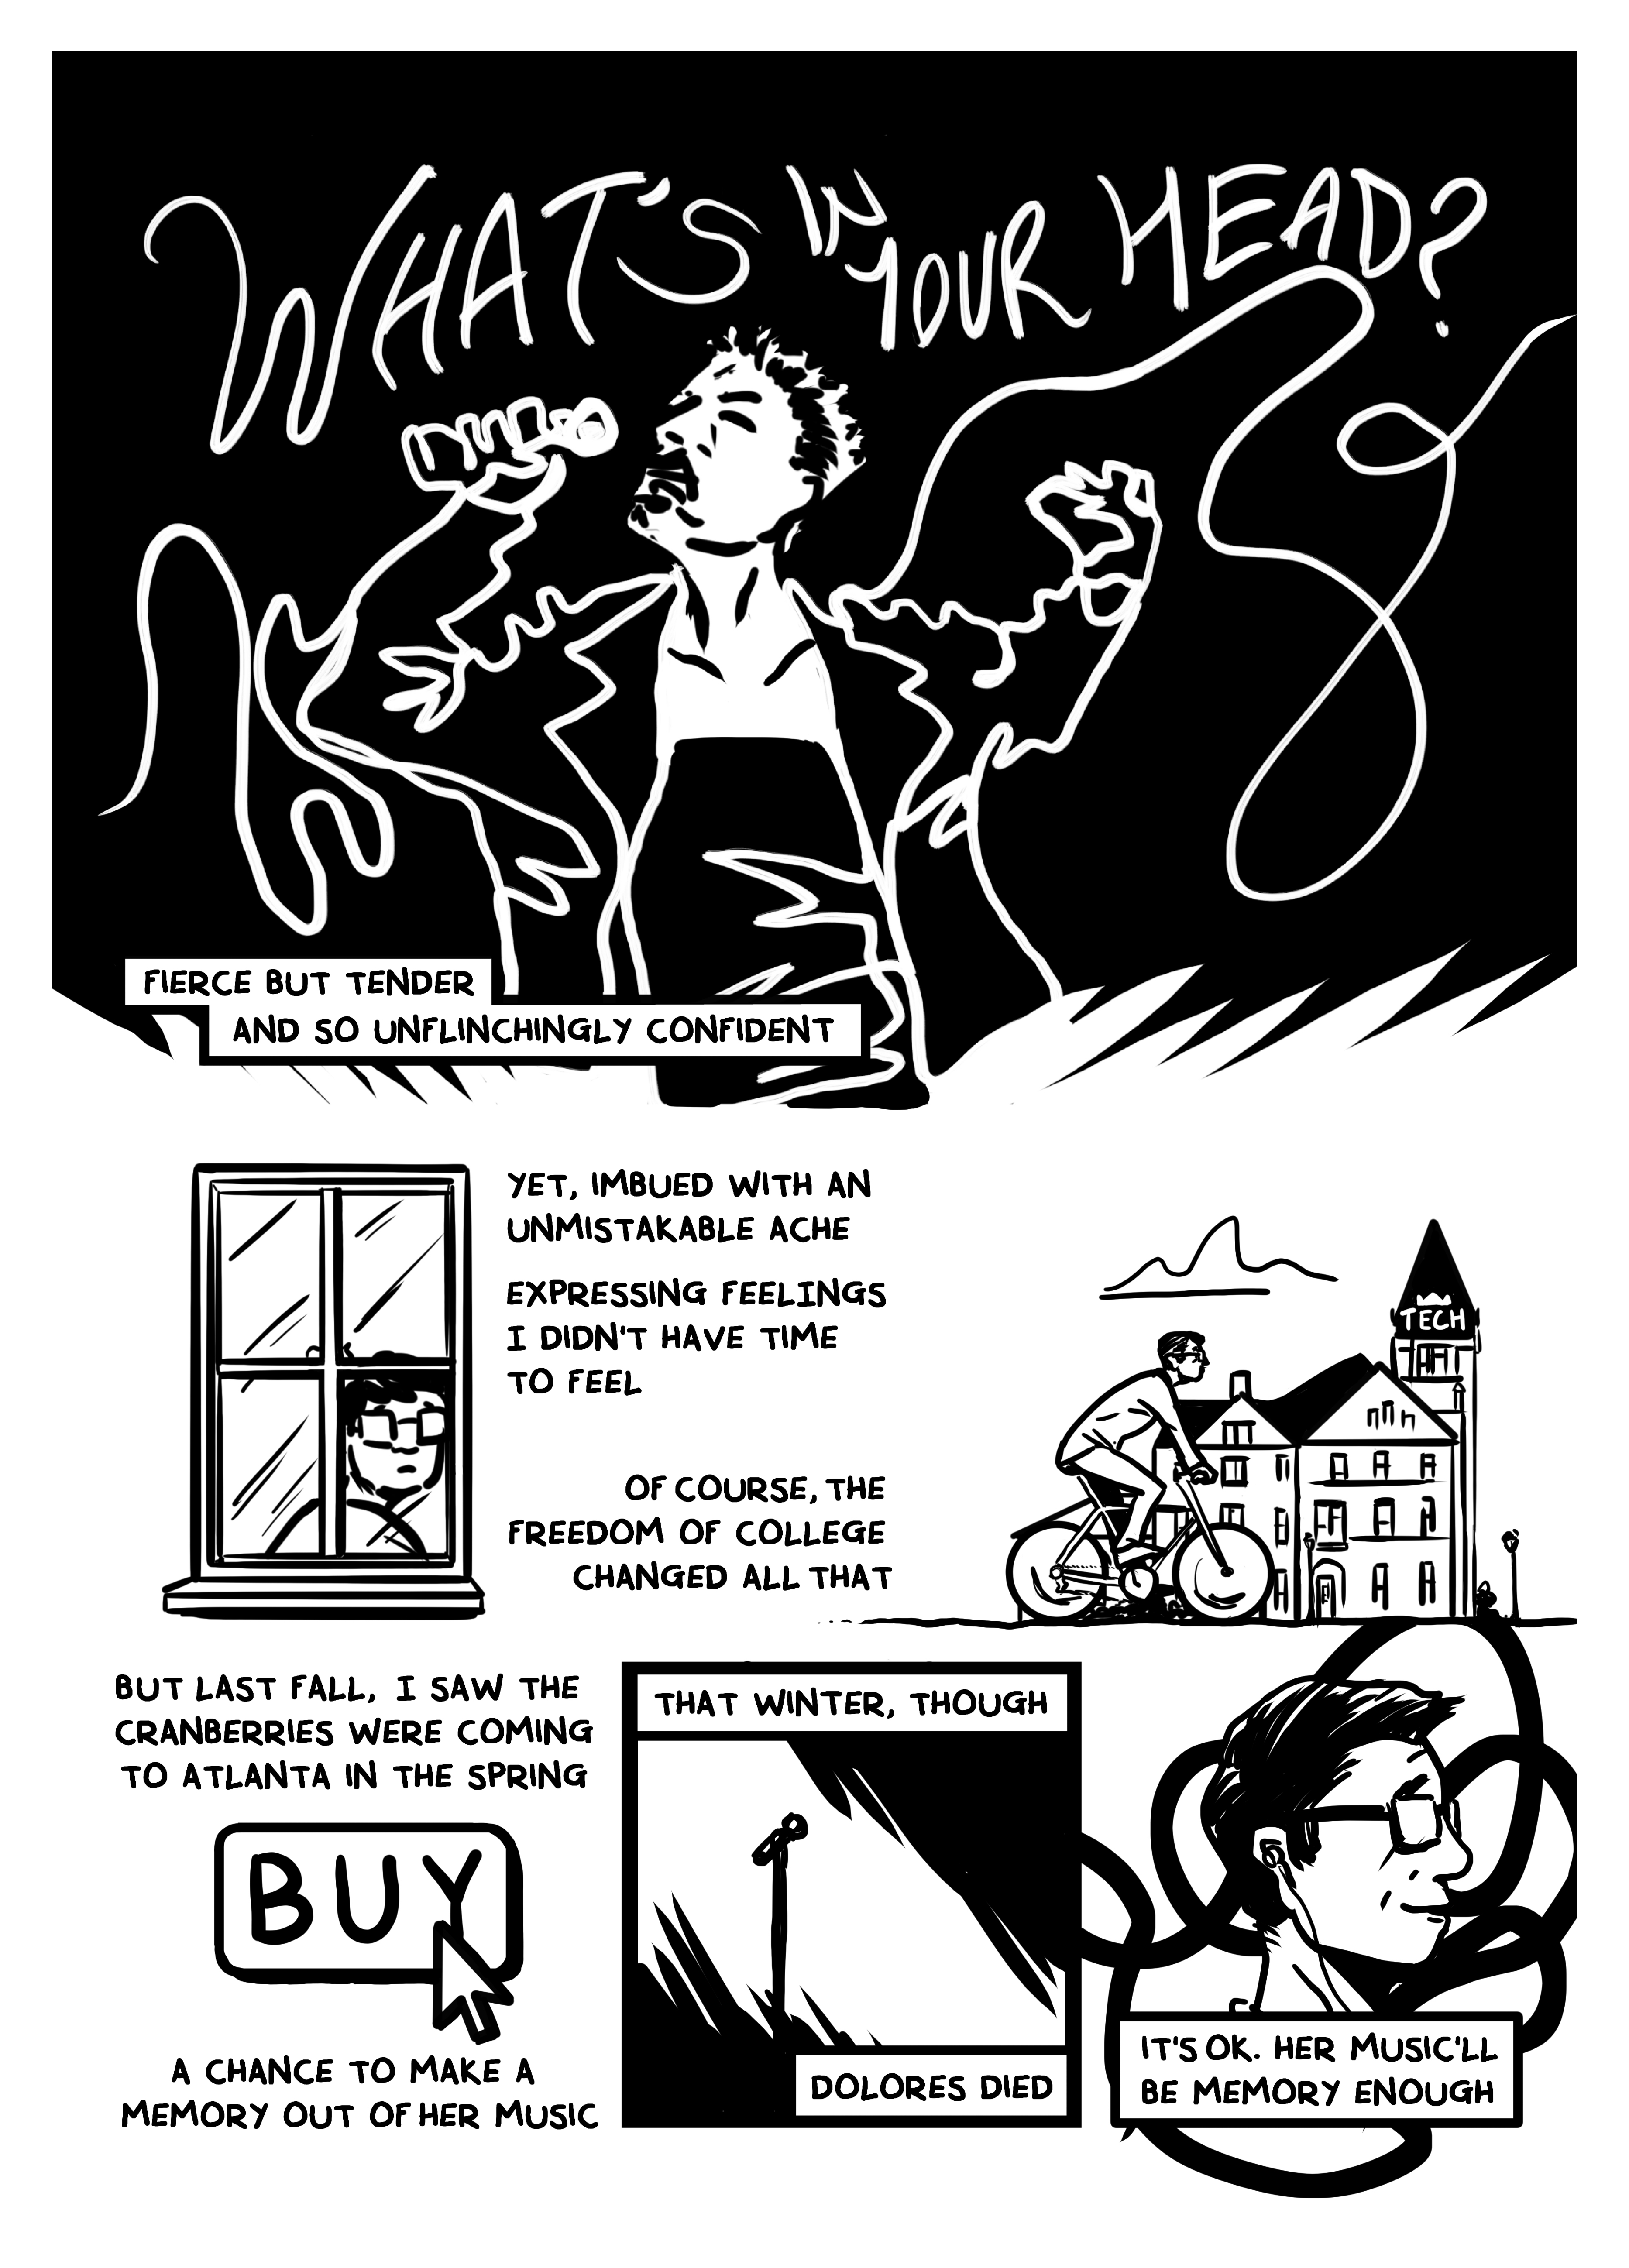 WHAT'S IN YOUR HEAD?
FIERCE BUT TENDER
AND SO UNFLINCHINGLY CONFIDENT
YET, IMBUED WITH AN
UNMISTAKABLE ACHE
EXPRESSING FEELINGS
I DIDN'T HAVE TIME
TO FEEL
OF COURSE, THE
FREEDOM OF COLLEGE
CHANGED ALL THAT
TECH
BUT LAST FALL, I SAW THE
CRANBERRIES WERE COMING
TO ATLANTA IN THE SPRING
BUY
A CHANCE TO MAKE A
MEMORY OUT OF HER MUSIC
THAT WINTER, THOUGH
DOLORES DIED
IT'S OK. HER MUSIC'LL
BE MEMORY ENOUGH